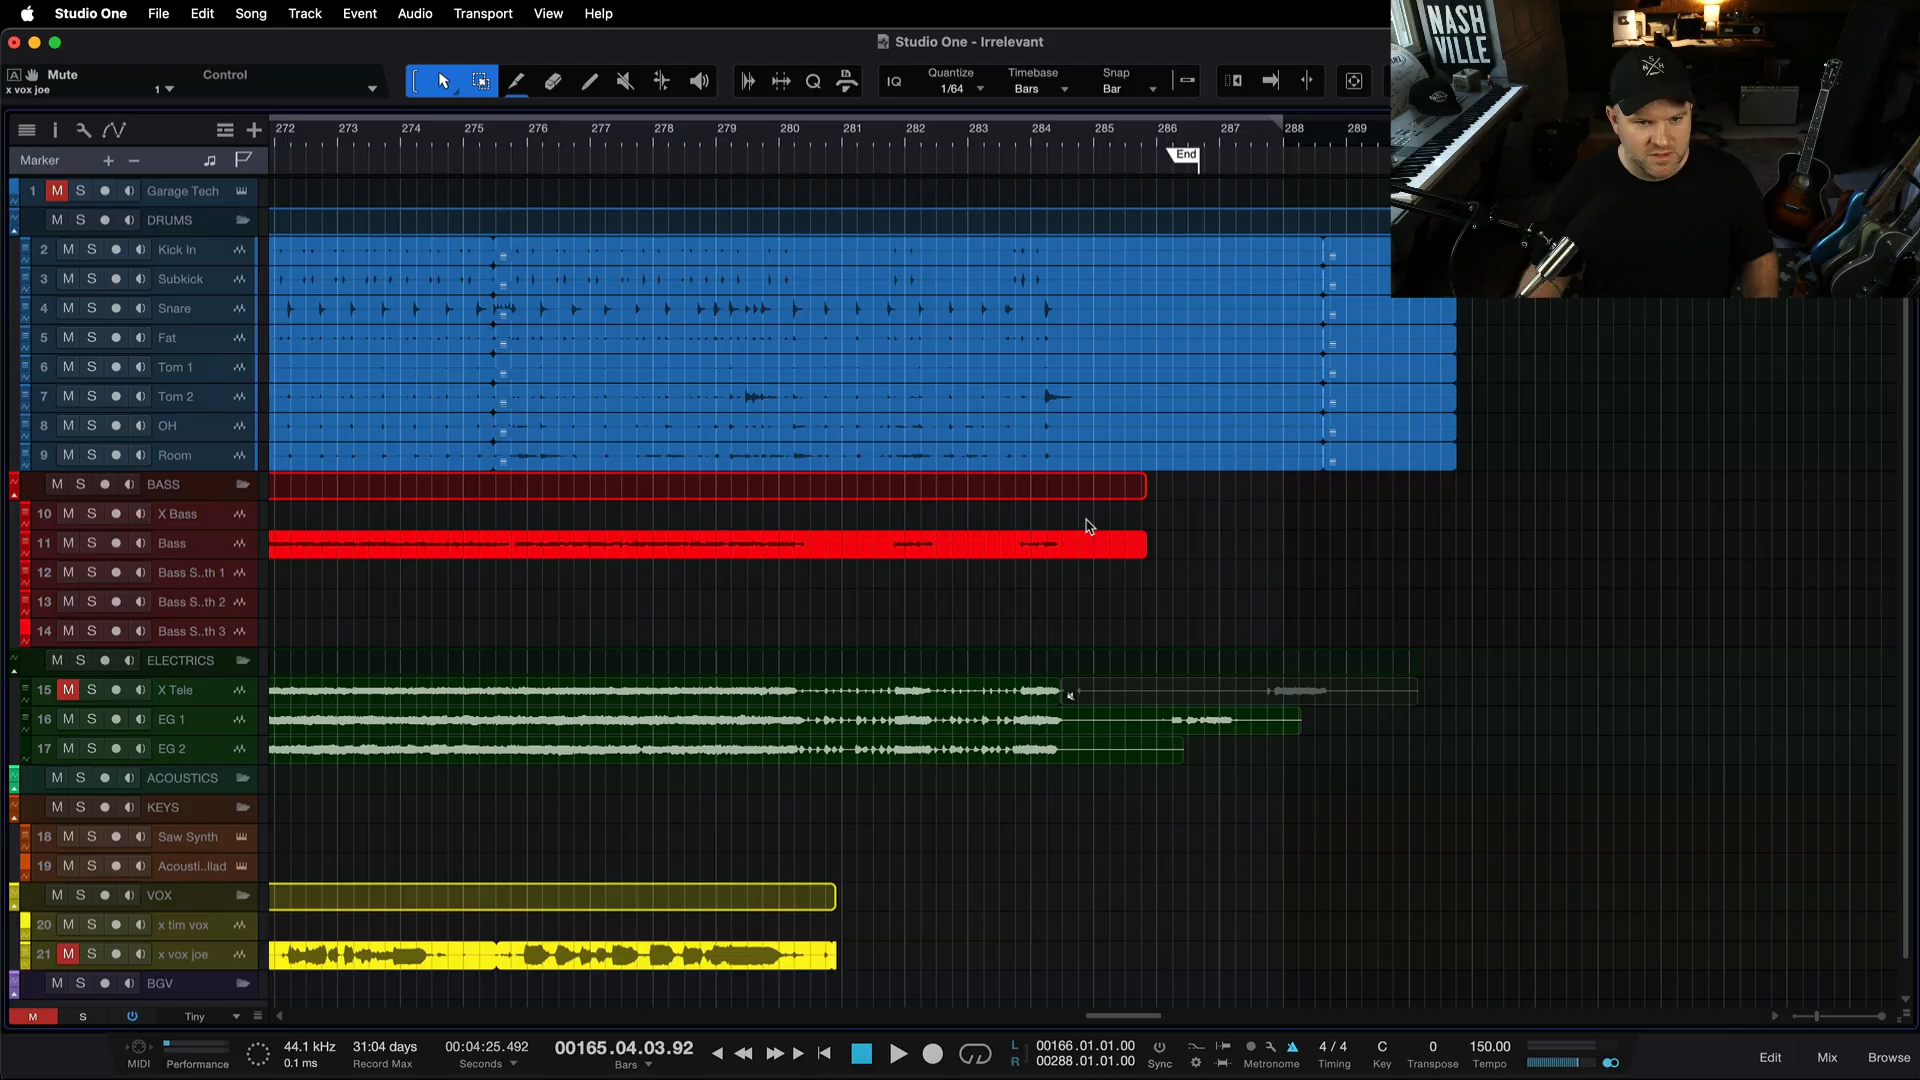 Studio One File Edit Song Track Event Audio Transport View Help
Studio One - Irrelevant
A Mute Control
x vox joe 1
IQ Quantize Timebase Snap
1/64 Bars Bar
NASH
VILLE
272 273 274 275 276 277 278 279 280 281 282 283 284 285 286 287 288 289
Marker + −
End
1 M S Garage Tech
M S DRUMS
2 M S Kick In
3 M S Subkick
4 M S Snare
5 M S Fat
6 M S Tom 1
7 M S Tom 2
8 M S OH
9 M S Room
M S BASS
10 M S X Bass
11 M S Bass
12 M S Bass S..th 1
13 M S Bass S..th 2
14 M S Bass S..th 3
M S ELECTRICS
15 M S X Tele
16 M S EG 1
17 M S EG 2
M S ACOUSTICS
M S KEYS
18 M S Saw Synth
19 M S Acousti..llad
M S VOX
20 M S x tim vox
21 M S x vox joe
M S BGV
M S Tiny
MIDI Performance
44.1 kHz
0.1 ms
31:04 days
Record Max
00:04:25.492
Seconds
00165.04.03.92
Bars
L 00166.01.01.00
R 00288.01.01.00
Sync Metronome
4 / 4
Timing
C
Key
0
Transpose
150.00
Tempo
Edit Mix Browse